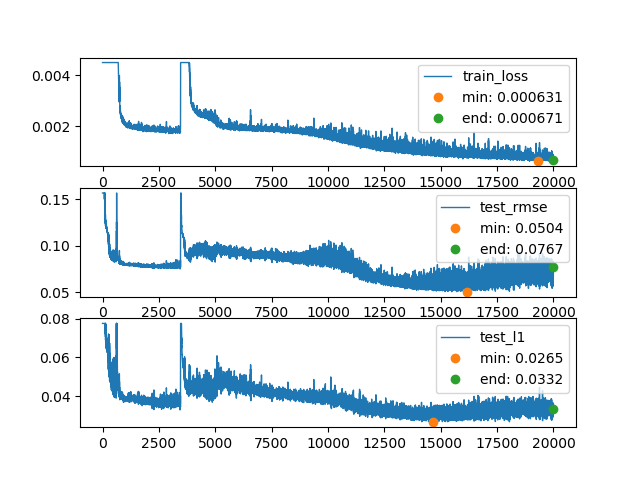 0.004
0.002
train_loss
min: 0.000631
end: 0.000671
0 2500 5000 7500 10000 12500 15000 17500 20000
0.15
0.10
0.05
test_rmse
min: 0.0504
end: 0.0767
0 2500 5000 7500 10000 12500 15000 17500 20000
0.08
0.06
0.04
test_l1
min: 0.0265
end: 0.0332
0 2500 5000 7500 10000 12500 15000 17500 20000